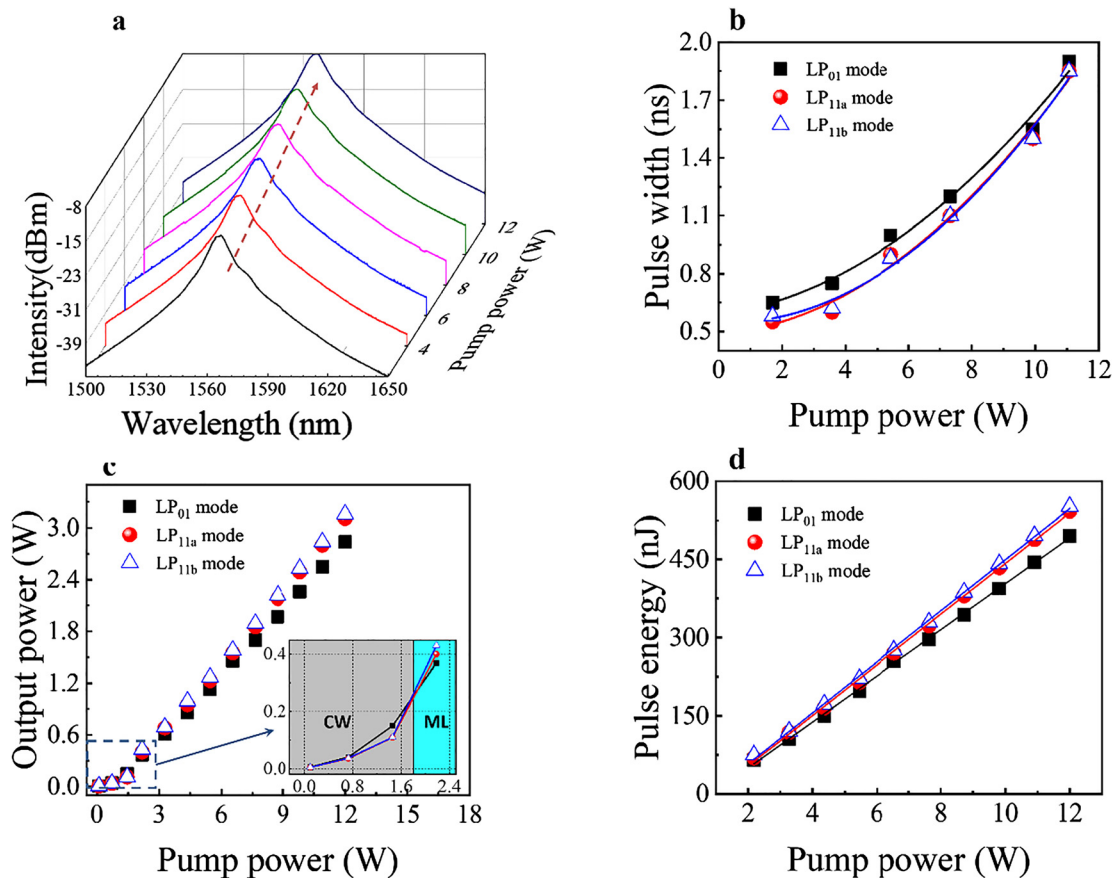 a
Intensity(dBm)
-8
-15
-23
-31
-39
1500 1530 1560 1590 1620 1650
Wavelength (nm)
4
6
8
10
12
Pump power (W)
b
Pulse width (ns)
2.0
1.7
1.4
1.1
0.8
0.5
LP01 mode
LP11a mode
LP11b mode
0 2 4 6 8 10 12
Pump power (W)
c
Output power (W)
3.0
2.4
1.8
1.2
0.6
0.0
LP01 mode
LP11a mode
LP11b mode
0.4
0.2
0.0
CW ML
0.0 0.8 1.6 2.4
0 3 6 9 12 15 18
Pump power (W)
d
Pulse energy (nJ)
600
450
300
150
0
LP01 mode
LP11a mode
LP11b mode
2 4 6 8 10 12
Pump power (W)